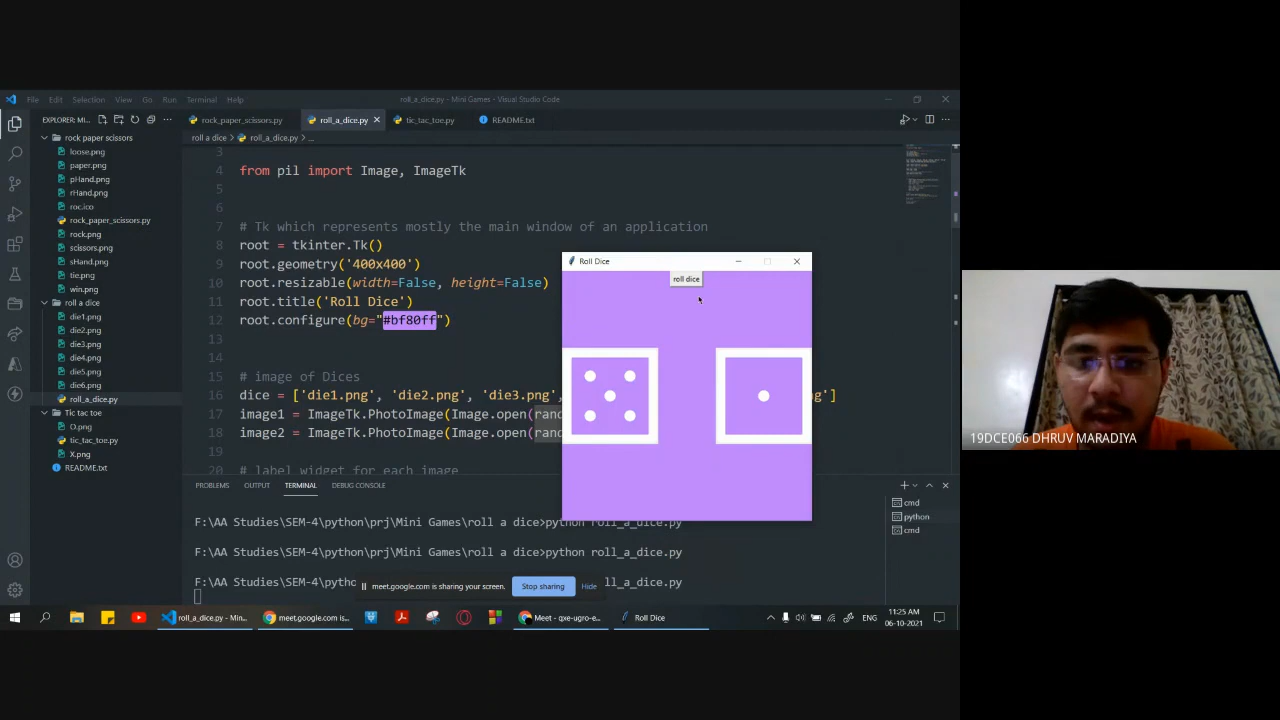 File Edit Selection View Go Run Terminal Help
roll_a_dice.py - Mini Games - Visual Studio Code
EXPLORER: MI...
rock_paper_scissors.py
roll_a_dice.py
tic_tac_toe.py
README.txt
roll a dice > roll_a_dice.py > ...
rock paper scissors
loose.png
paper.png
pHand.png
rHand.png
roc.ico
rock_paper_scissors.py
rock.png
scissors.png
sHand.png
tie.png
win.png
roll a dice
die1.png
die2.png
die3.png
die4.png
die5.png
die6.png
roll_a_dice.py
Tic tac toe
O.png
tic_tac_toe.py
X.png
README.txt
3
4 from pil import Image, ImageTk
5
6
7 # Tk which represents mostly the main window of an application
8 root = tkinter.Tk()
9 root.geometry('400x400')
10 root.resizable(width=False, height=False)
11 root.title('Roll Dice')
12 root.configure(bg="#bf80ff")
13
14
15 # image of Dices
16 dice = ['die1.png', 'die2.png', 'die3.png', ng']
17 image1 = ImageTk.PhotoImage(Image.open(rand
18 image2 = ImageTk.PhotoImage(Image.open(rand
19
20 # label widget for each image
Roll Dice
roll dice
PROBLEMS OUTPUT TERMINAL DEBUG CONSOLE
F:\AA Studies\SEM-4\python\prj\Mini Games\roll a dice>python roll_a_dice.py
F:\AA Studies\SEM-4\python\prj\Mini Games\roll a dice>python roll_a_dice.py
F:\AA Studies\SEM-4\pytho ll_a_dice.py
cmd
python
cmd
meet.google.com is sharing your screen. Stop sharing Hide
roll_a_dice.py - Min...
meet.google.com is...
Meet - qxe-ugro-e...
Roll Dice
ENG
11:25 AM
06-10-2021
19DCE066 DHRUV MARADIYA